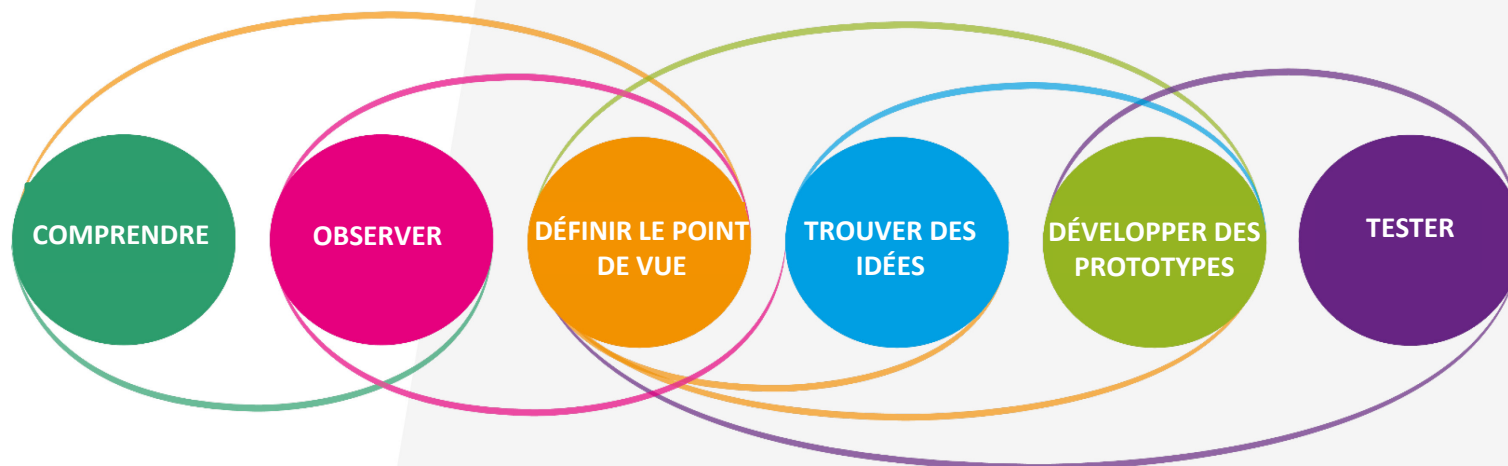 COMPRENDRE
OBSERVER
DÉFINIR LE POINT
DE VUE
TROUVER DES
IDÉES
DÉVELOPPER DES
PROTOTYPES
TESTER